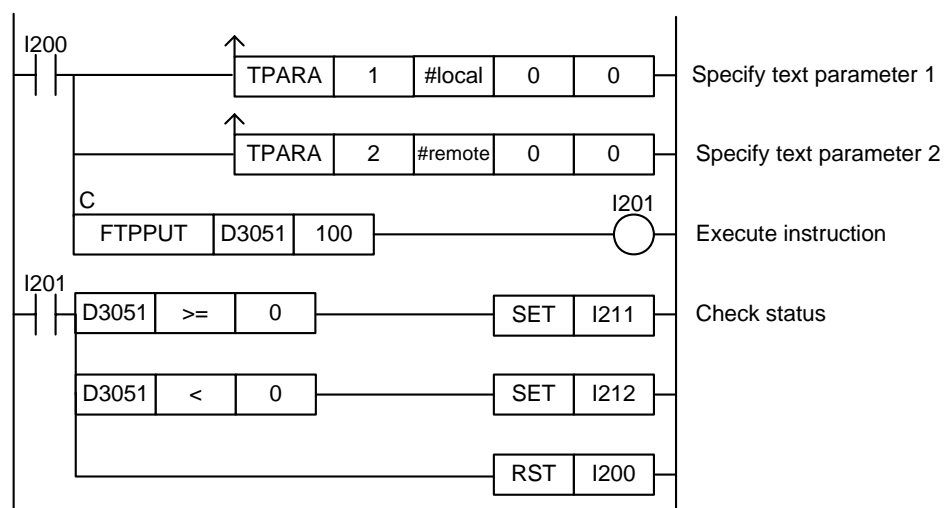 I200
TPARA 1 #local 0 0 Specify text parameter 1
TPARA 2 #remote 0 0 Specify text parameter 2
C
I201
FTPPUT D3051 100 Execute instruction
I201
D3051 >= 0 SET I211 Check status
D3051 < 0 SET I212
RST I200